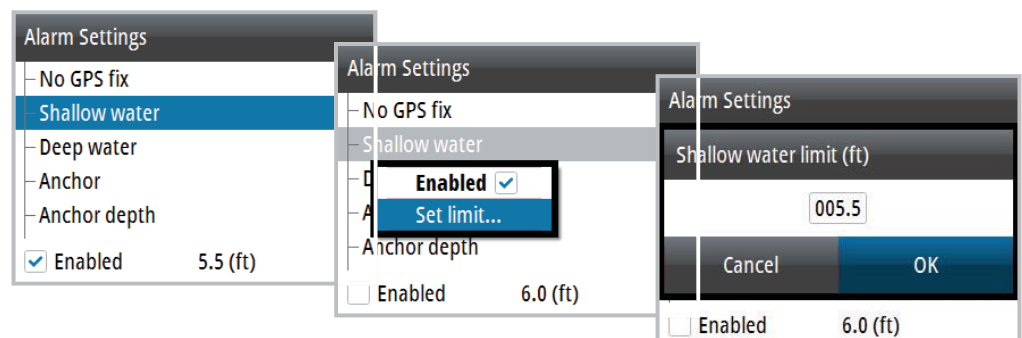 Alarm Settings
No GPS fix
Shallow water
Deep water
Anchor
Anchor depth
Enabled 5.5 (ft)
Alarm Settings
No GPS fix
Shallow water
D
Enabled
A
Set limit...
Anchor depth
Enabled 6.0 (ft)
Alarm Settings
Shallow water limit (ft)
005.5
Cancel OK
Enabled 6.0 (ft)